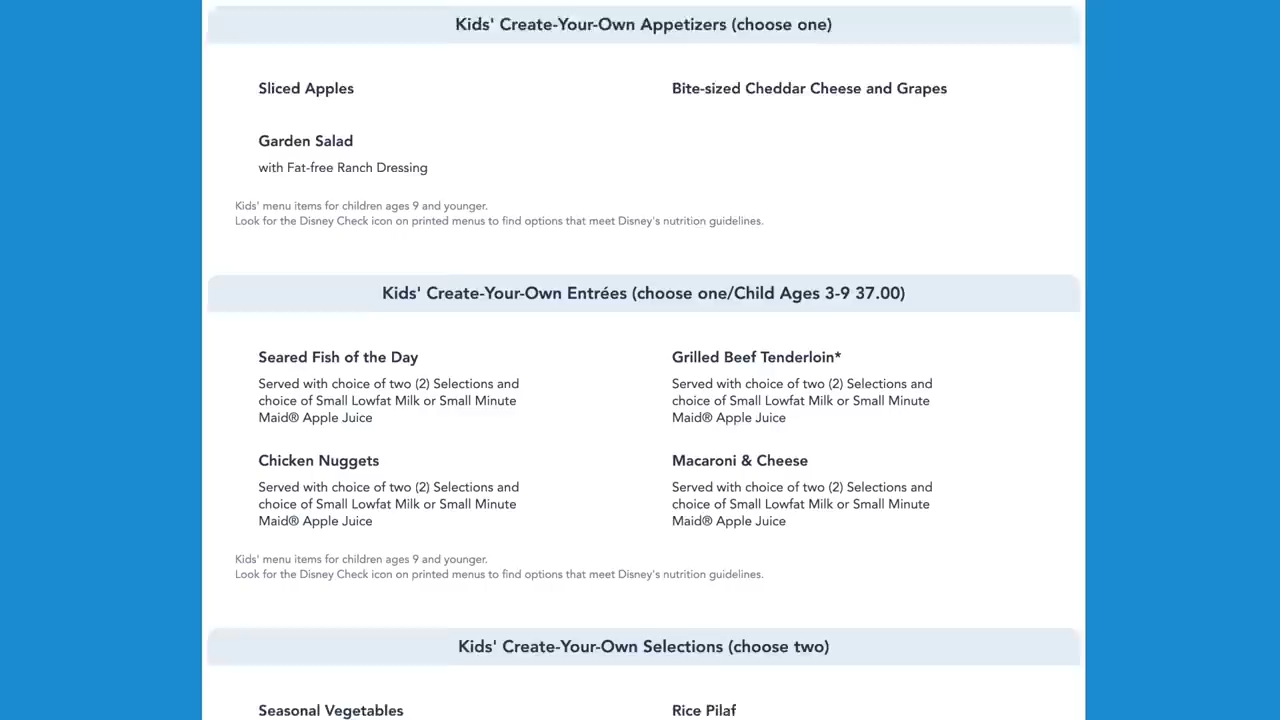 Kids' Create-Your-Own Appetizers (choose one)
Sliced Apples
Bite-sized Cheddar Cheese and Grapes
Garden Salad
with Fat-free Ranch Dressing
Kids' menu items for children ages 9 and younger.
Look for the Disney Check icon on printed menus to find options that meet Disney's nutrition guidelines.
Kids' Create-Your-Own Entrées (choose one/Child Ages 3-9 37.00)
Seared Fish of the Day
Served with choice of two (2) Selections and
choice of Small Lowfat Milk or Small Minute
Maid® Apple Juice
Grilled Beef Tenderloin*
Served with choice of two (2) Selections and
choice of Small Lowfat Milk or Small Minute
Maid® Apple Juice
Chicken Nuggets
Served with choice of two (2) Selections and
choice of Small Lowfat Milk or Small Minute
Maid® Apple Juice
Macaroni & Cheese
Served with choice of two (2) Selections and
choice of Small Lowfat Milk or Small Minute
Maid® Apple Juice
Kids' menu items for children ages 9 and younger.
Look for the Disney Check icon on printed menus to find options that meet Disney's nutrition guidelines.
Kids' Create-Your-Own Selections (choose two)
Seasonal Vegetables
Rice Pilaf